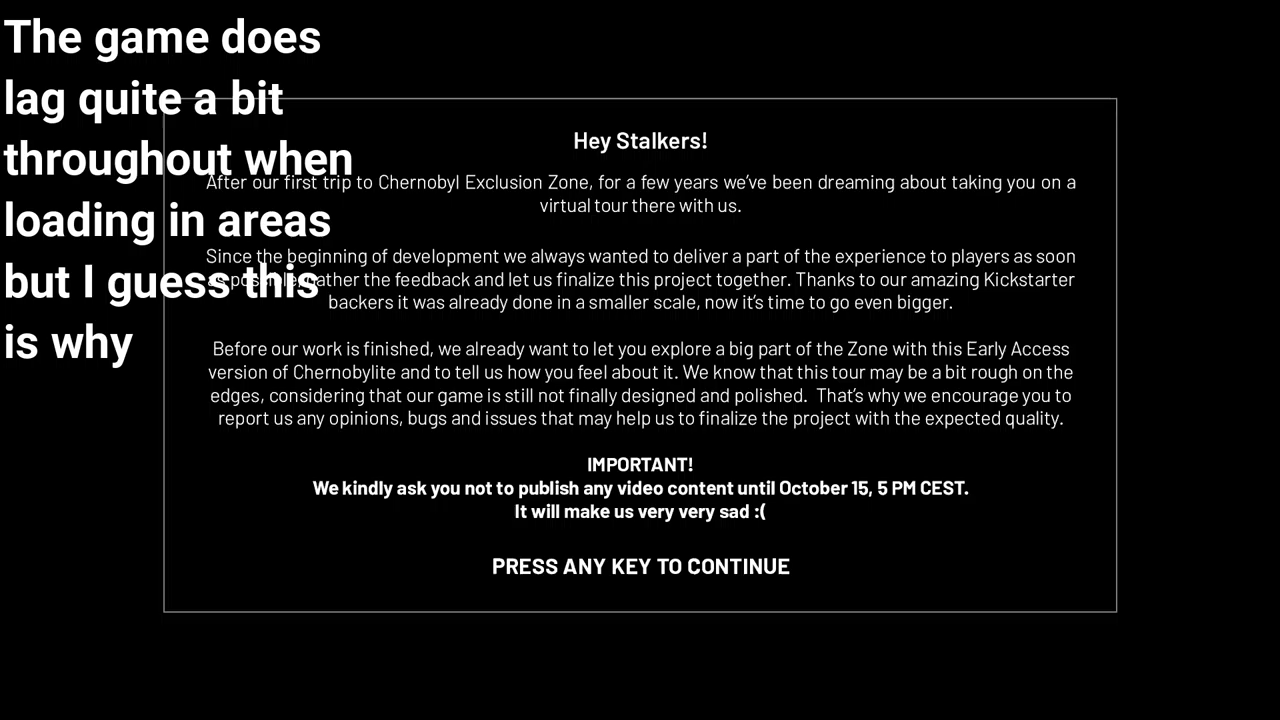 The game does
lag quite a bit
throughout when
loading in areas
but I guess this
is why
Hey Stalkers!
After our first trip to Chernobyl Exclusion Zone, for a few years we've been dreaming about taking you on a
virtual tour there with us.
Since the beginning of development we always wanted to deliver a part of the experience to players as soon
as possible, gather the feedback and let us finalize this project together. Thanks to our amazing Kickstarter
backers it was already done in a smaller scale, now it's time to go even bigger.
Before our work is finished, we already want to let you explore a big part of the Zone with this Early Access
version of Chernobylite and to tell us how you feel about it. We know that this tour may be a bit rough on the
edges, considering that our game is still not finally designed and polished.  That's why we encourage you to
report us any opinions, bugs and issues that may help us to finalize the project with the expected quality.
IMPORTANT!
We kindly ask you not to publish any video content until October 15, 5 PM CEST.
It will make us very very sad :(
PRESS ANY KEY TO CONTINUE